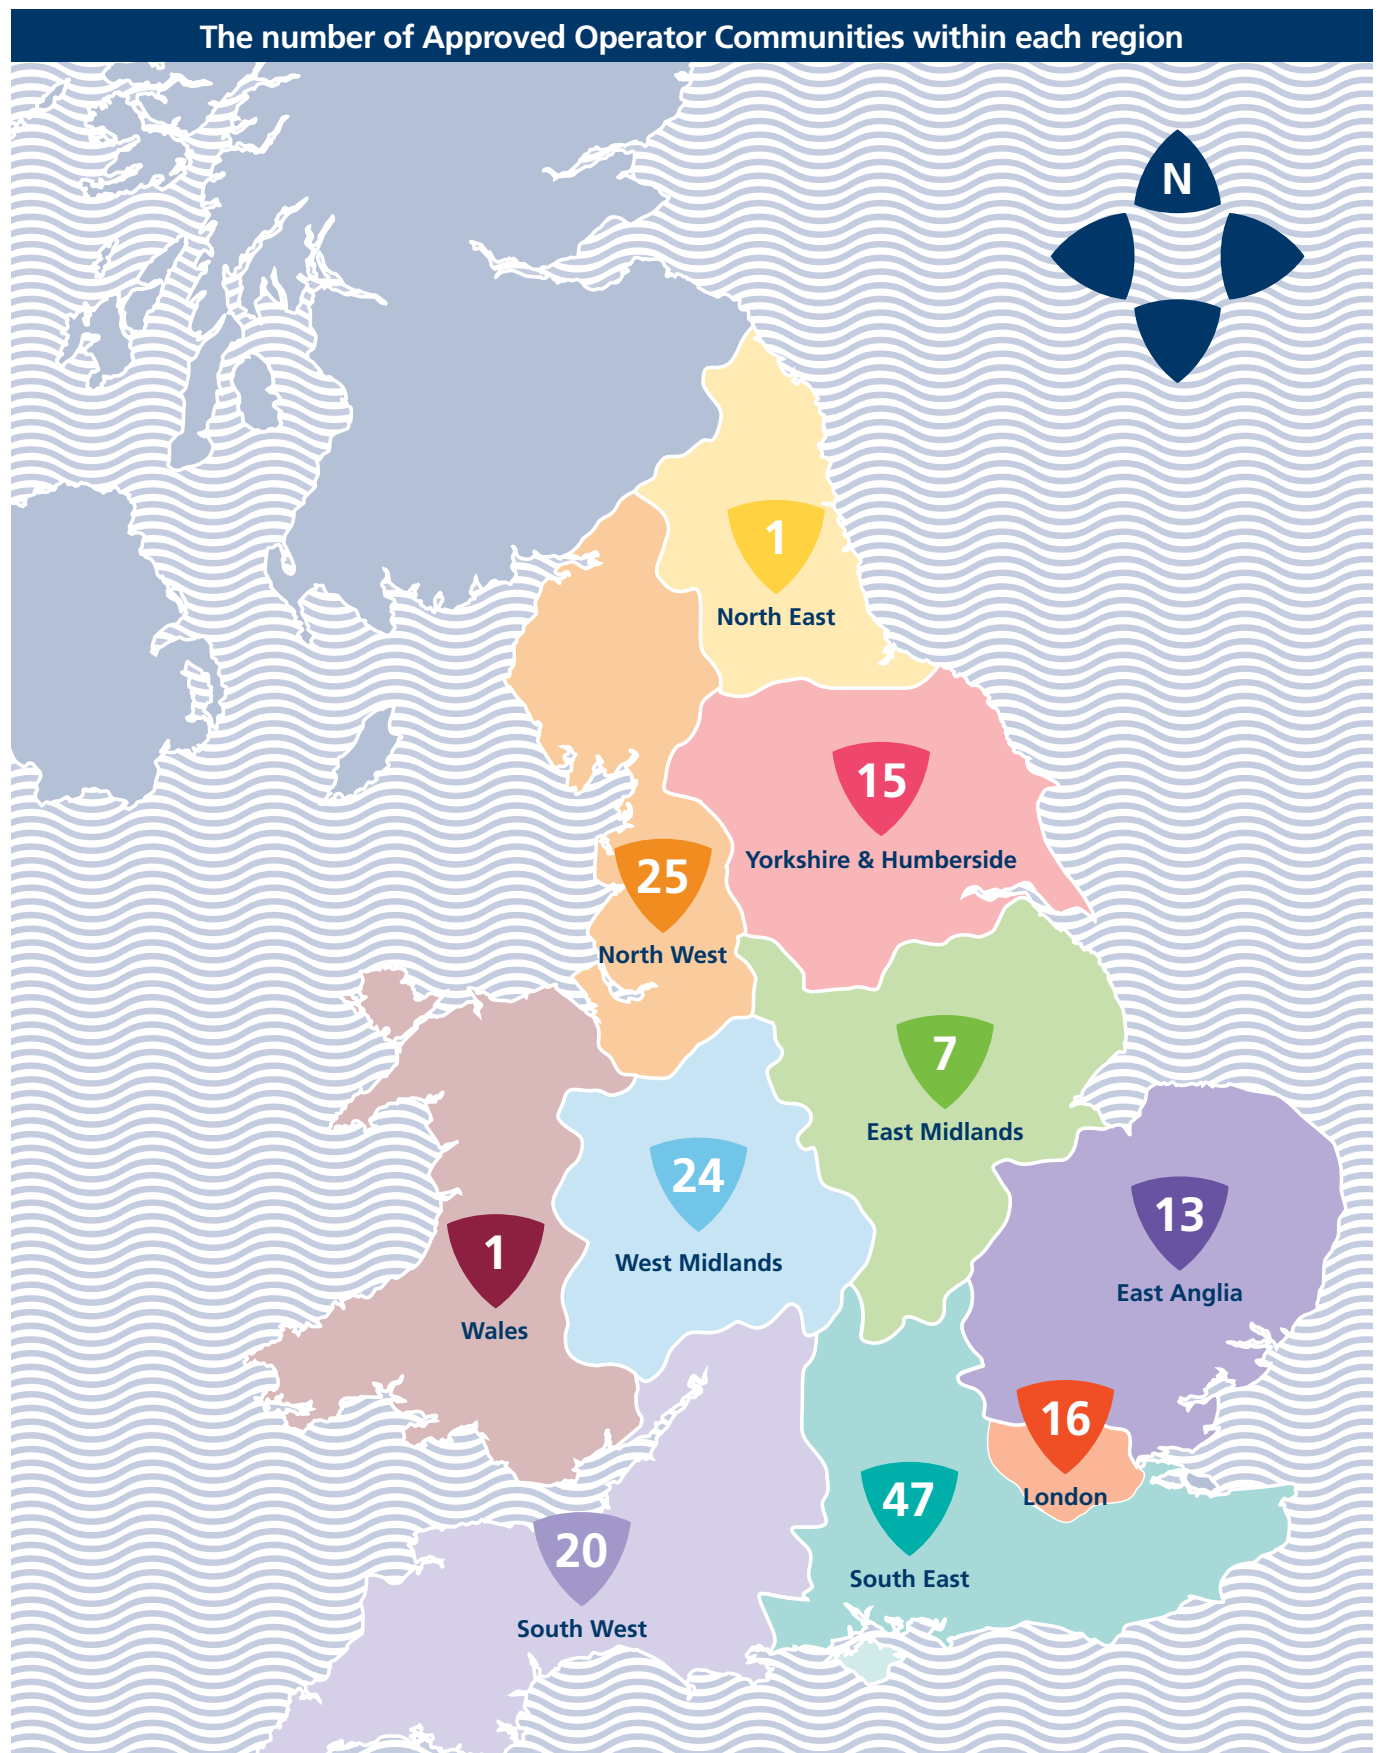 The number of Approved Operator Communities within each region
N
1
North East
15
Yorkshire & Humberside
25
North West
7
East Midlands
24
West Midlands
13
East Anglia
1
Wales
16
London
47
South East
20
South West